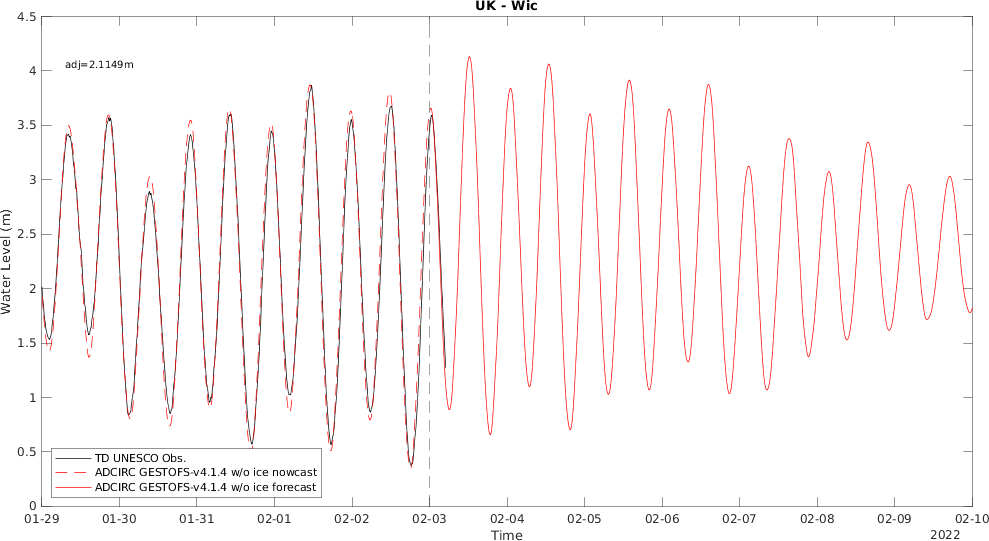 UK - Wic
4.5
4
3.5
3
2.5
2
1.5
1
0.5
0
Water Level (m)
adj=2.1149m
TD UNESCO Obs.
ADCIRC GESTOFS-v4.1.4 w/o ice nowcast
ADCIRC GESTOFS-v4.1.4 w/o ice forecast
01-29 01-30 01-31 02-01 02-02 02-03 02-04 02-05 02-06 02-07 02-08 02-09 02-10
Time
2022